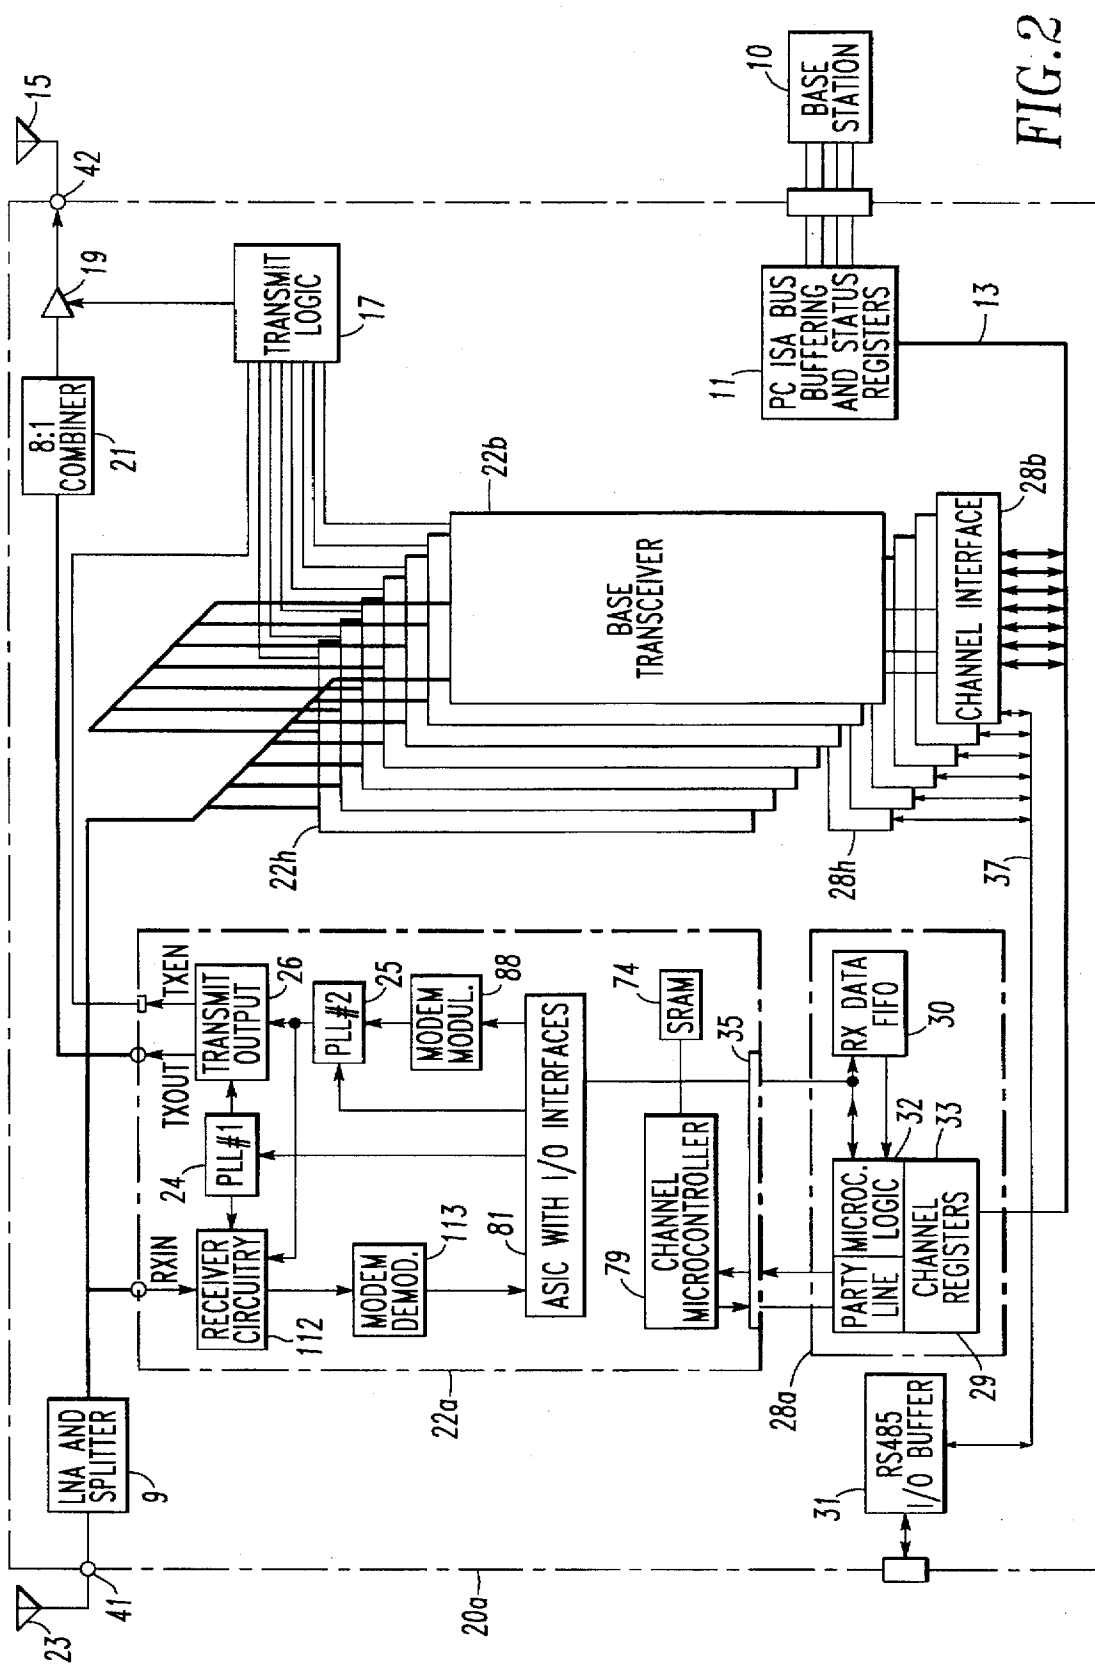 23
41
LNA AND
SPLITTER
9
8:1
COMBINER
21
19
42
15
20a
22a
RXIN
TXOUT
TXEN
RECEIVER
CIRCUITRY
112
24
PLL#1
TRANSMIT
OUTPUT
26
MODEM
DEMOD.
113
PLL#2
25
MODEM
MODUL.
88
81
ASIC WITH I/O INTERFACES
79
CHANNEL
MICROCONTROLLER
74
SRAM
35
22h
22b
BASE
TRANSCEIVER
TRANSMIT
LOGIC
17
31
RS485
I/O BUFFER
28a
PARTY
LINE
MICROC.
LOGIC
32
CHANNEL
REGISTERS
33
29
RX DATA
FIFO
30
37
28h
CHANNEL INTERFACE
28b
11
PC ISA BUS
BUFFERING
AND STATUS
REGISTERS
13
10
BASE
STATION
FIG.2